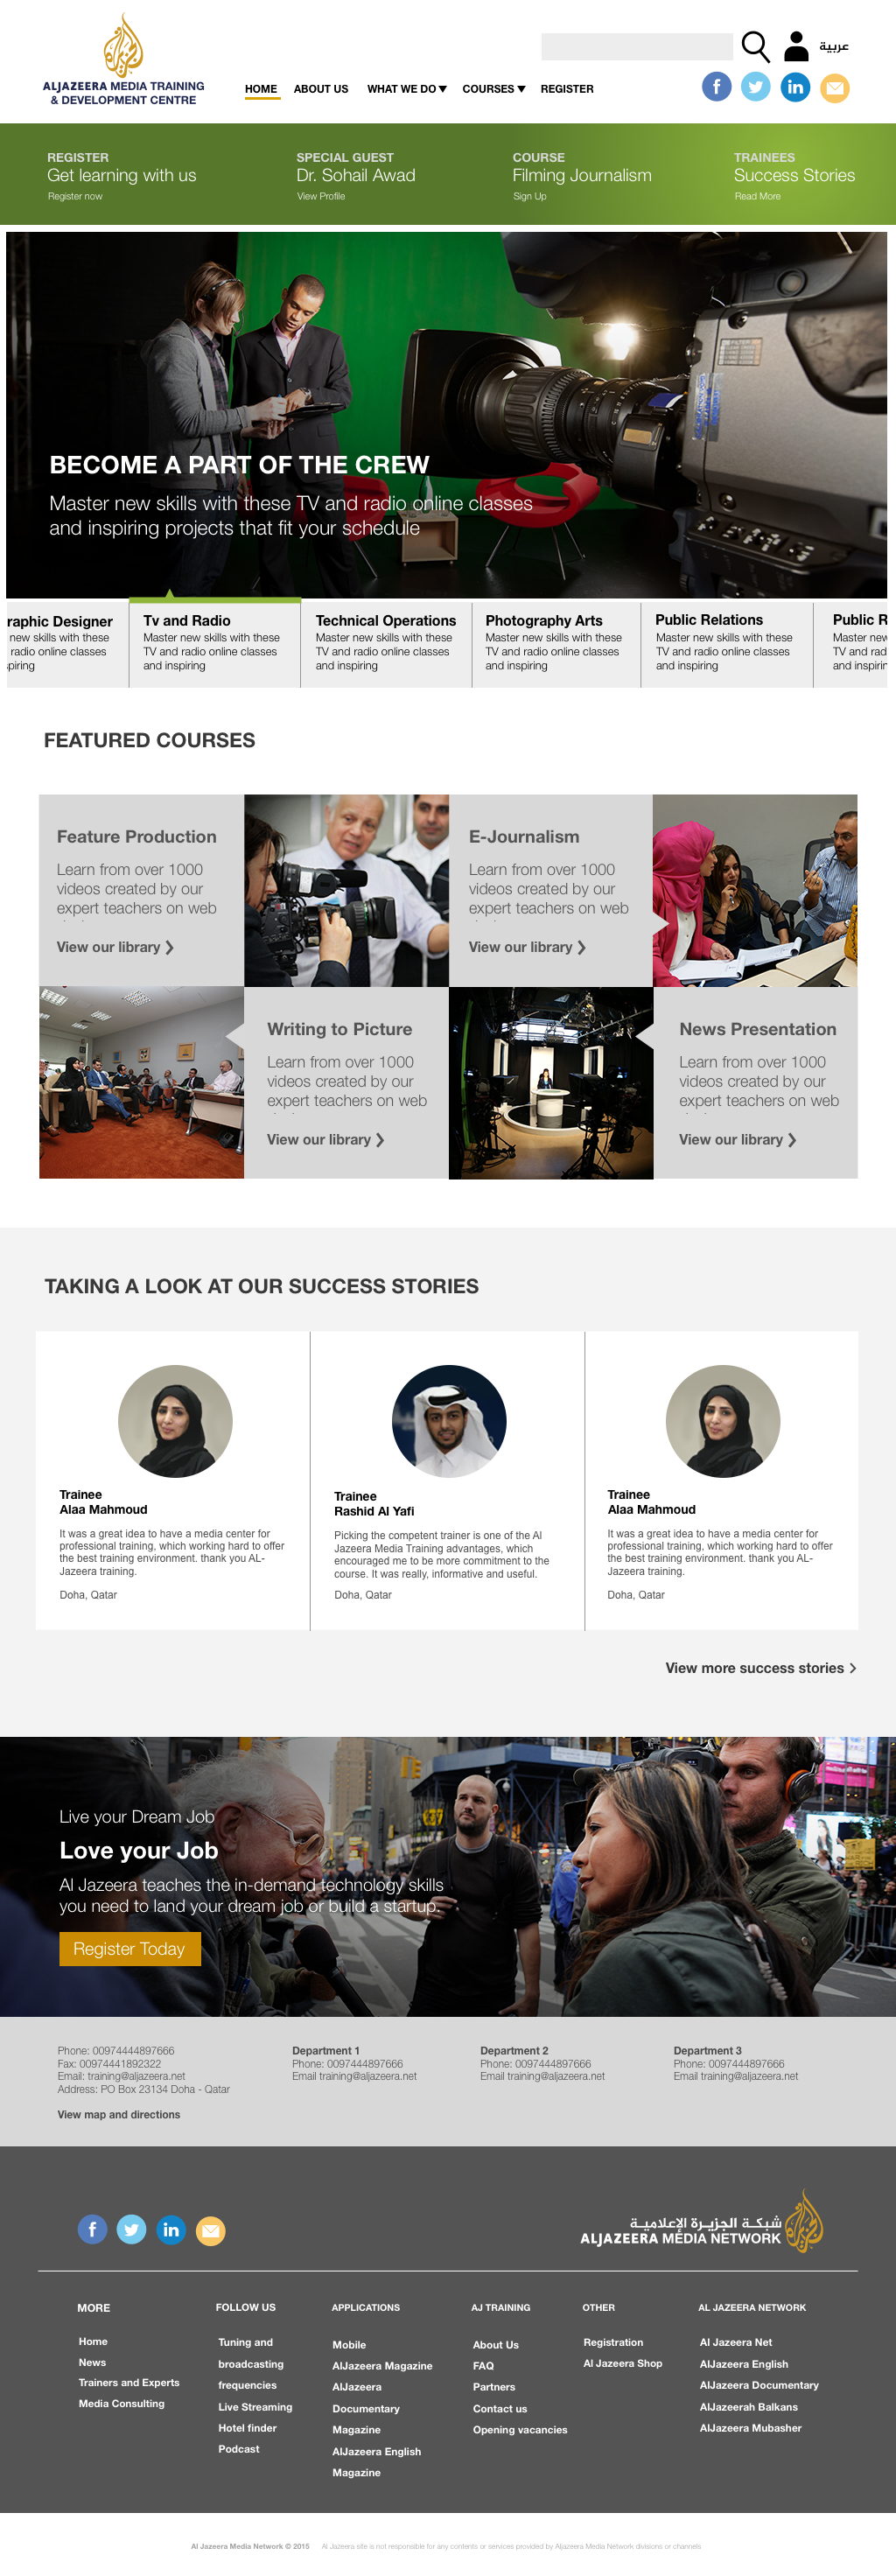 عربية
ALJAZEERA MEDIA TRAINING
& DEVELOPMENT CENTRE
HOME ABOUT US WHAT WE DO COURSES REGISTER
REGISTER
Get learning with us
Register now
SPECIAL GUEST
Dr. Sohail Awad
View Profile
COURSE
Filming Journalism
Sign Up
TRAINEES
Success Stories
Read More
BECOME A PART OF THE CREW
Master new skills with these TV and radio online classes
and inspiring projects that fit your schedule
raphic Designer
new skills with these
radio online classes
spiring
Tv and Radio
Master new skills with these
TV and radio online classes
and inspiring
Technical Operations
Master new skills with these
TV and radio online classes
and inspiring
Photography Arts
Master new skills with these
TV and radio online classes
and inspiring
Public Relations
Master new skills with these
TV and radio online classes
and inspiring
Public R
Master new
TV and rad
and inspirin
FEATURED COURSES
Feature Production
Learn from over 1000
videos created by our
expert teachers on web
View our library
E-Journalism
Learn from over 1000
videos created by our
expert teachers on web
View our library
Writing to Picture
Learn from over 1000
videos created by our
expert teachers on web
View our library
News Presentation
Learn from over 1000
videos created by our
expert teachers on web
View our library
TAKING A LOOK AT OUR SUCCESS STORIES
Trainee
Alaa Mahmoud
It was a great idea to have a media center for
professional training, which working hard to offer
the best training environment. thank you AL-
Jazeera training.
Doha, Qatar
Trainee
Rashid Al Yafi
Picking the competent trainer is one of the Al
Jazeera Media Training advantages, which
encouraged me to be more commitment to the
course. It was really, informative and useful.
Doha, Qatar
Trainee
Alaa Mahmoud
It was a great idea to have a media center for
professional training, which working hard to offer
the best training environment. thank you AL-
Jazeera training.
Doha, Qatar
View more success stories
Live your Dream Job
Love your Job
Al Jazeera teaches the in-demand technology skills
you need to land your dream job or build a startup.
Register Today
Phone: 00974444897666
Fax: 00974441892322
Email: training@aljazeera.net
Address: PO Box 23134 Doha - Qatar
View map and directions
Department 1
Phone: 0097444897666
Email training@aljazeera.net
Department 2
Phone: 0097444897666
Email training@aljazeera.net
Department 3
Phone: 0097444897666
Email training@aljazeera.net
شبكة الجزيرة الإعلامية
ALJAZEERA MEDIA NETWORK
MORE
Home
News
Trainers and Experts
Media Consulting
FOLLOW US
Tuning and
broadcasting
frequencies
Live Streaming
Hotel finder
Podcast
APPLICATIONS
Mobile
AlJazeera Magazine
AlJazeera
Documentary
Magazine
AlJazeera English
Magazine
AJ TRAINING
About Us
FAQ
Partners
Contact us
Opening vacancies
OTHER
Registration
Al Jazeera Shop
AL JAZEERA NETWORK
Al Jazeera Net
AlJazeera English
AlJazeera Documentary
AlJazeerah Balkans
AlJazeera Mubasher
Al Jazeera Media Network © 2015 Al Jazeera site is not responsible for any contents or services provided by Aljazeera Media Network divisions or channels